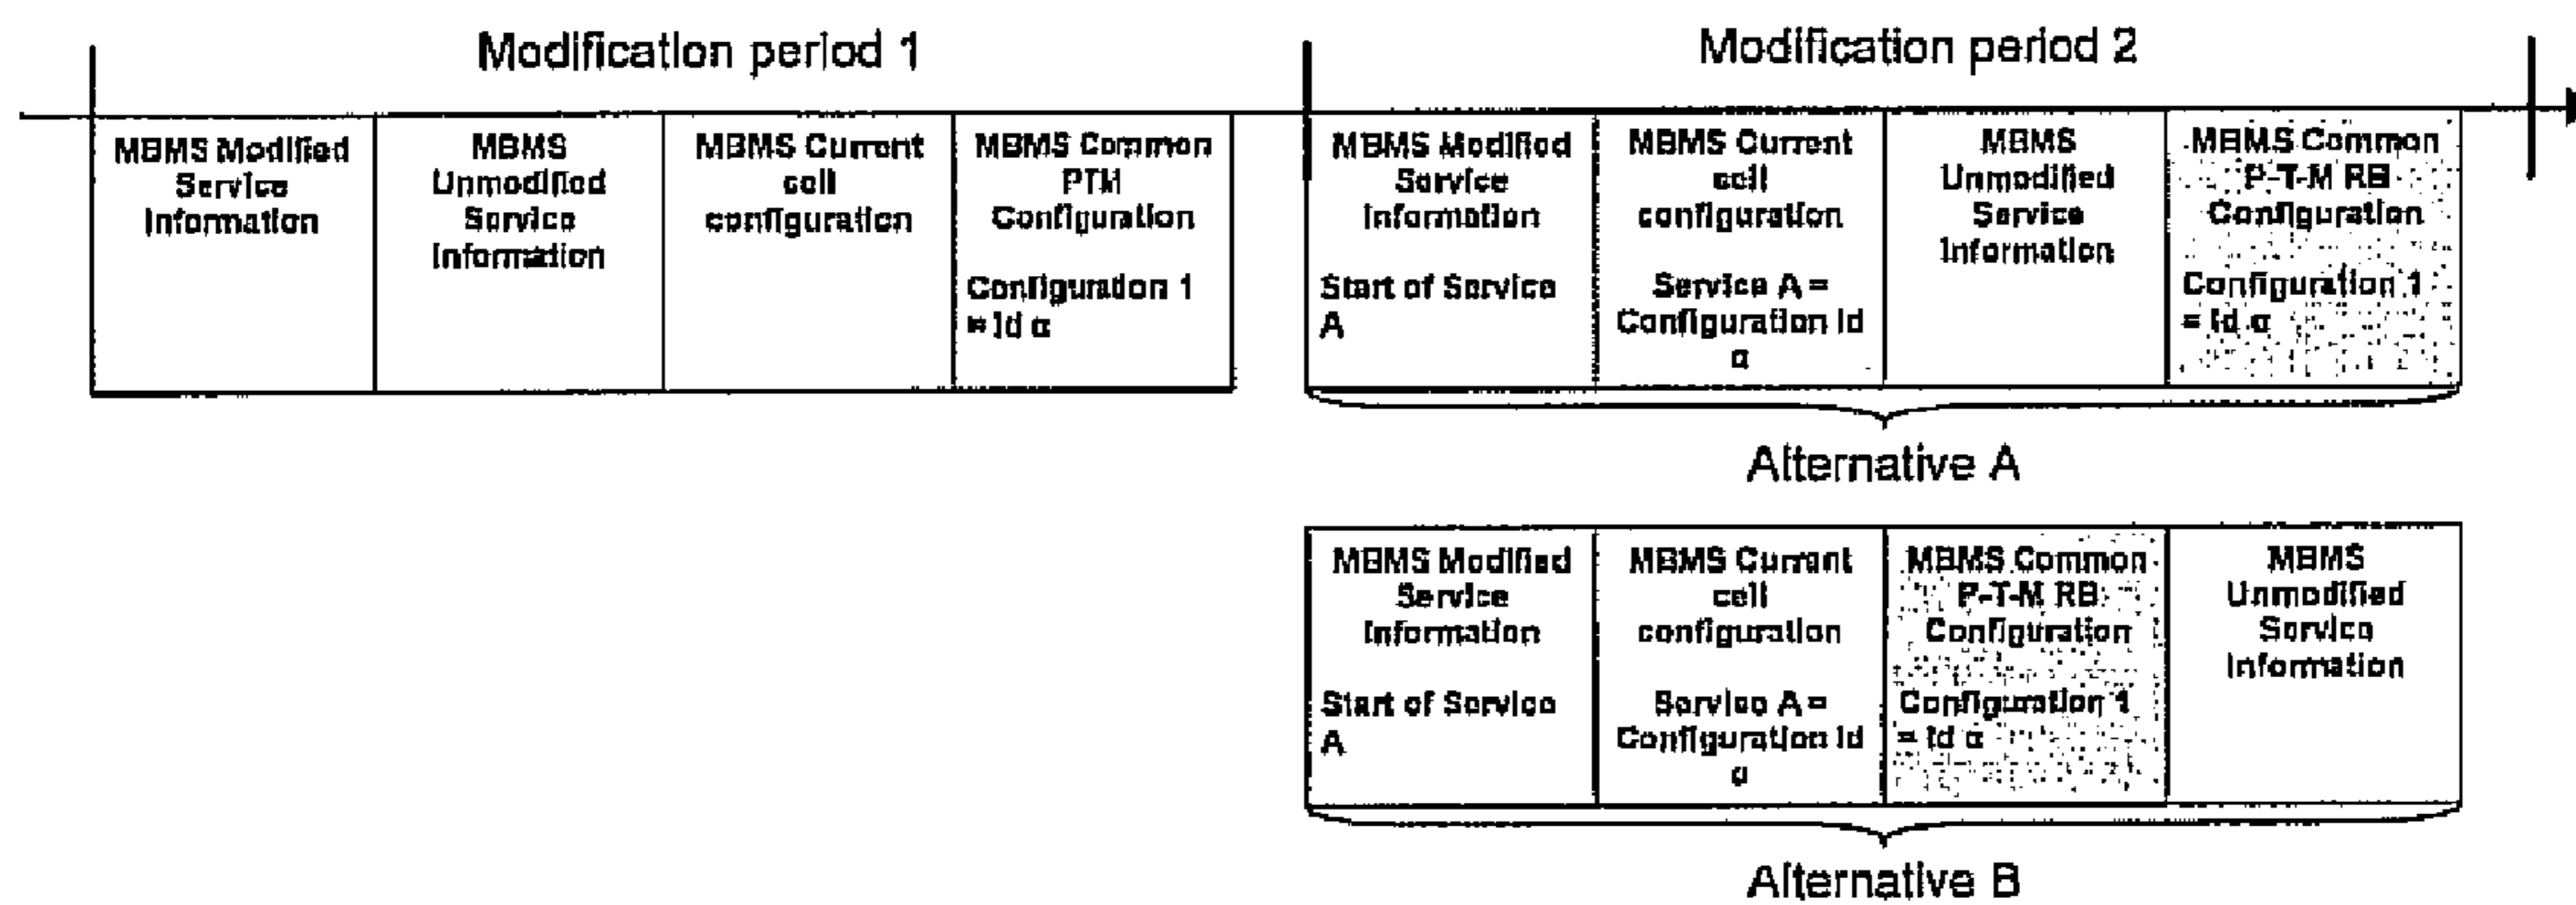 Modification period 1
Modification period 2
MBMS Modified
Service
Information
MBMS
Unmodified
Service
Information
MBMS Current
cell
configuration
MBMS Common
PTM
Configuration
Configuration 1
= Id α
MBMS Modified
Service
Information
Start of Service
A
MBMS Current
cell
configuration
Service A =
Configuration Id
α
MBMS
Unmodified
Service
Information
MBMS Common
P-T-M RB
Configuration
Configuration 1
= Id α
Alternative A
MBMS Modified
Service
Information
Start of Service
A
MBMS Current
cell
configuration
Service A =
Configuration Id
α
MBMS Common
P-T-M RB
Configuration
Configuration 1
= Id α
MBMS
Unmodified
Service
Information
Alternative B